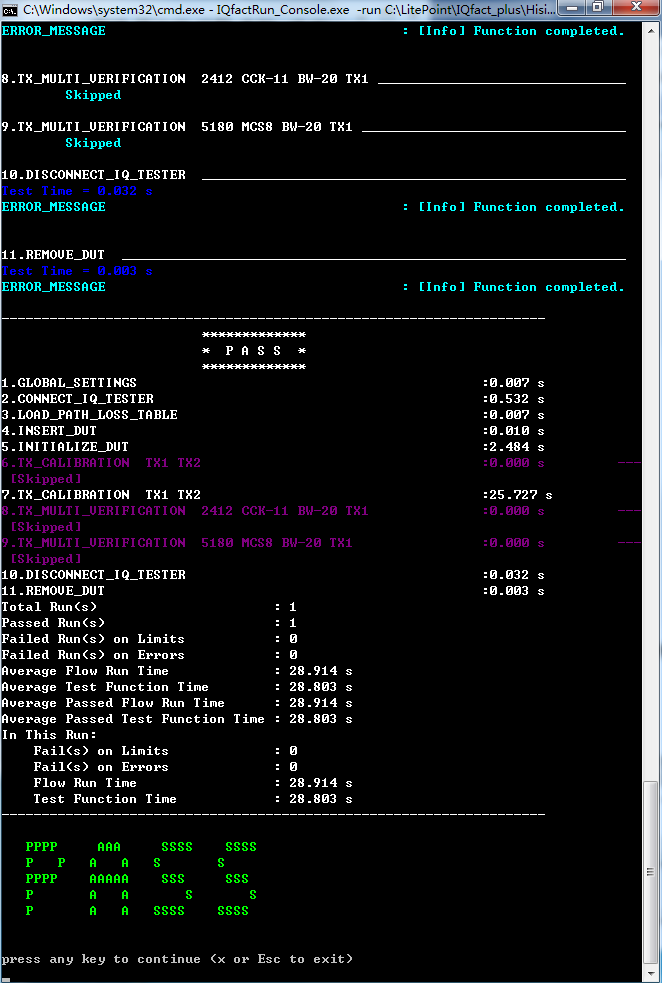 C:\Windows\system32\cmd.exe - IQfactRun_Console.exe -run C:\LitePoint\IQfact_plus\Hisi
ERROR_MESSAGE : [Info] Function completed.
8.TX_MULTI_VERIFICATION 2412 CCK-11 BW-20 TX1 _______________________________
Skipped
9.TX_MULTI_VERIFICATION 5180 MCS8 BW-20 TX1 _________________________________
Skipped
10.DISCONNECT_IQ_TESTER _____________________________________________________
Test Time = 0.032 s
ERROR_MESSAGE : [Info] Function completed.
11.REMOVE_DUT _______________________________________________________________
Test Time = 0.003 s
ERROR_MESSAGE : [Info] Function completed.
--------------------------------------------------------------------
*************
* P A S S *
*************
1.GLOBAL_SETTINGS :0.007 s
2.CONNECT_IQ_TESTER :0.532 s
3.LOAD_PATH_LOSS_TABLE :0.007 s
4.INSERT_DUT :0.010 s
5.INITIALIZE_DUT :2.484 s
6.TX_CALIBRATION TX1 TX2 :0.000 s ---
[Skipped]
7.TX_CALIBRATION TX1 TX2 :25.727 s
8.TX_MULTI_VERIFICATION 2412 CCK-11 BW-20 TX1 :0.000 s ---
[Skipped]
9.TX_MULTI_VERIFICATION 5180 MCS8 BW-20 TX1 :0.000 s ---
[Skipped]
10.DISCONNECT_IQ_TESTER :0.032 s
11.REMOVE_DUT :0.003 s
Total Run(s) : 1
Passed Run(s) : 1
Failed Run(s) on Limits : 0
Failed Run(s) on Errors : 0
Average Flow Run Time : 28.914 s
Average Test Function Time : 28.803 s
Average Passed Flow Run Time : 28.914 s
Average Passed Test Function Time : 28.803 s
In This Run:
Fail(s) on Limits : 0
Fail(s) on Errors : 0
Flow Run Time : 28.914 s
Test Function Time : 28.803 s
--------------------------------------------------------------------
PPPP AAA SSSS SSSS
P P A A S S
PPPP AAAAA SSS SSS
P A A S S
P A A SSSS SSSS
press any key to continue (x or Esc to exit)